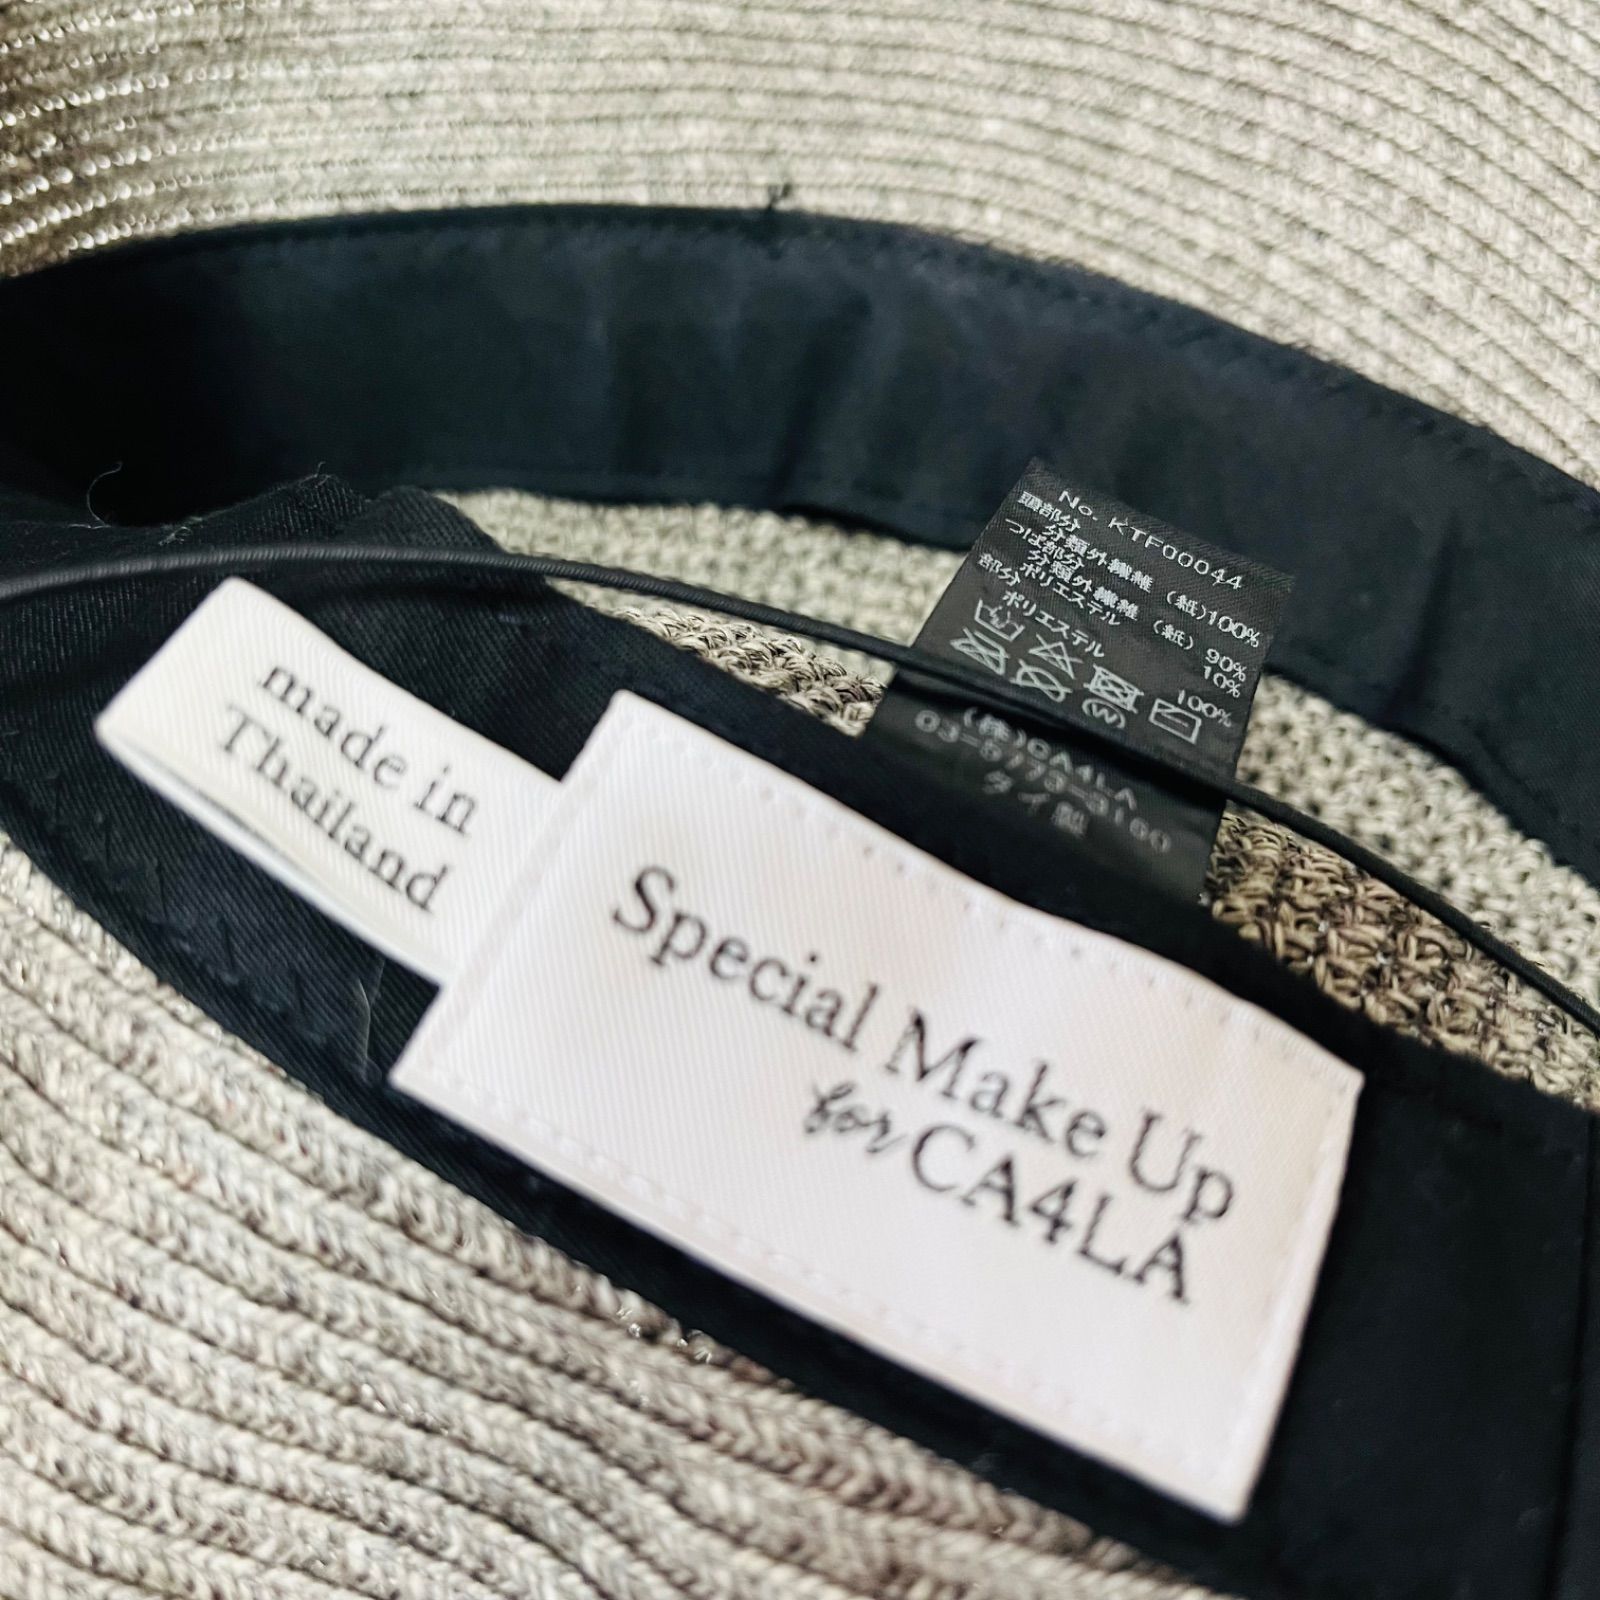 No. KTF00044
頭部分
分類外繊維 (紙)100%
つば部分
分類外繊維 (紙) 90%
ポリエステル 10%
部分
ポリエステル 100%
W
(株)CA4LA
03-5773-3160
タイ製
made in
Thailand
Special Make Up
for CA4LA